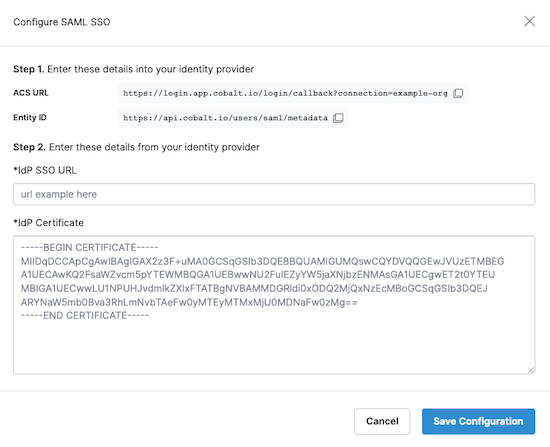 Configure SAML SSO
Step 1. Enter these details into your identity provider
ACS URL https://login.app.cobalt.io/login/callback?connection=example-org
Entity ID https://api.cobalt.io/users/saml/metadata
Step 2. Enter these details from your identity provider
*IdP SSO URL
url example here
*IdP Certificate
-----BEGIN CERTIFICATE-----
MIIDqDCCApCgAwIBAgIGAX2z3F+uMA0GCSqGSIb3DQEBBQUAMIGUMQswCQYDVQQGEwJVUzETMBEG
A1UECAwKQ2FsaWZvcm5pYTEWMBQGA1UEBwwNU2FuIEZyYW5jaXNjbzENMAsGA1UECgwET2t0YTEU
MBIGA1UECwwLU1NPUHJvdmlkZXIxFTATBgNVBAMMDGRldi0xODQ2MjQxNzEcMBoGCSqGSIb3DQEJ
ARYNaW5mb0Bva3RhLmNvbTAeFw0yMTEyMTMxMjU0MDNaFw0zMg==
-----END CERTIFICATE-----
Cancel Save Configuration